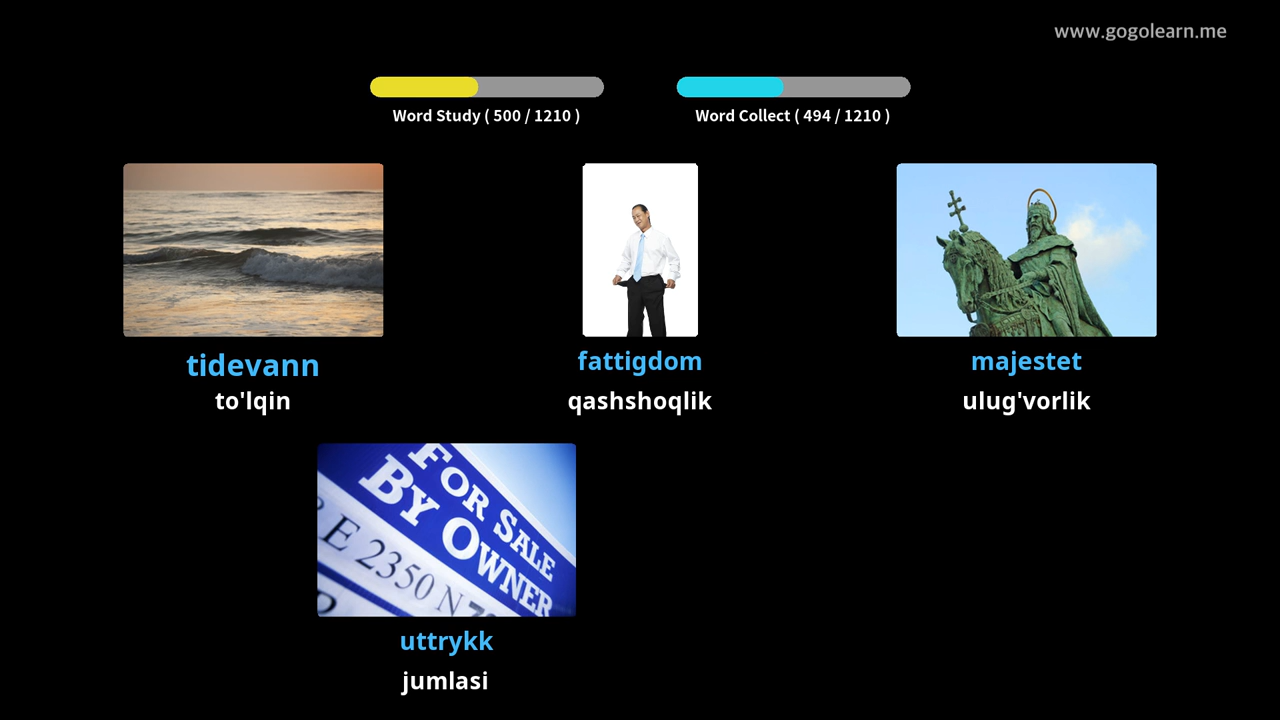 www.gogolearn.me
Word Study ( 500 / 1210 )
Word Collect ( 494 / 1210 )
tidevann
to'lqin
fattigdom
qashshoqlik
majestet
ulug'vorlik
FOR SALE
BY OWNER
E 2350 N
uttrykk
jumlasi